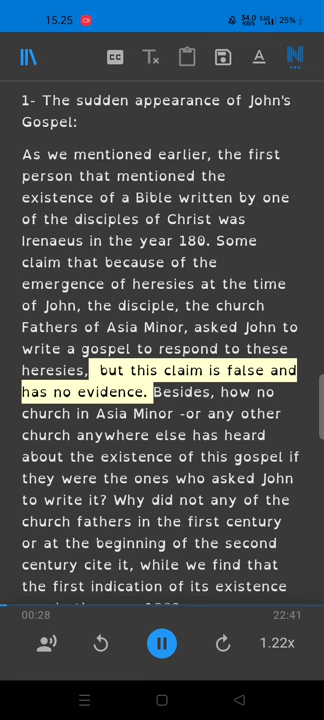 15.25
34.0 KB/S
25%
CC
A
N
1- The sudden appearance of John's
Gospel:
As we mentioned earlier, the first
person that mentioned the
existence of a Bible written by one
of the disciples of Christ was
Irenaeus in the year 180. Some
claim that because of the
emergence of heresies at the time
of John, the disciple, the church
Fathers of Asia Minor, asked John to
write a gospel to respond to these
heresies, but this claim is false and
has no evidence. Besides, how no
church in Asia Minor -or any other
church anywhere else has heard
about the existence of this gospel if
they were the ones who asked John
to write it? Why did not any of the
church fathers in the first century
or at the beginning of the second
century cite it, while we find that
the first indication of its existence
00:28
22:41
1.22x